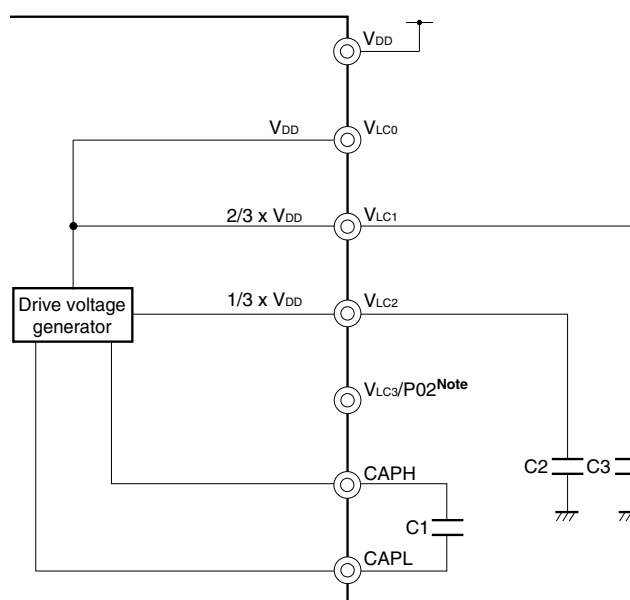 VDD
VDD VLC0
2/3 x VDD VLC1
1/3 x VDD VLC2
Drive voltage
generator
VLC3/P02Note
CAPH
C2 C3
C1
CAPL